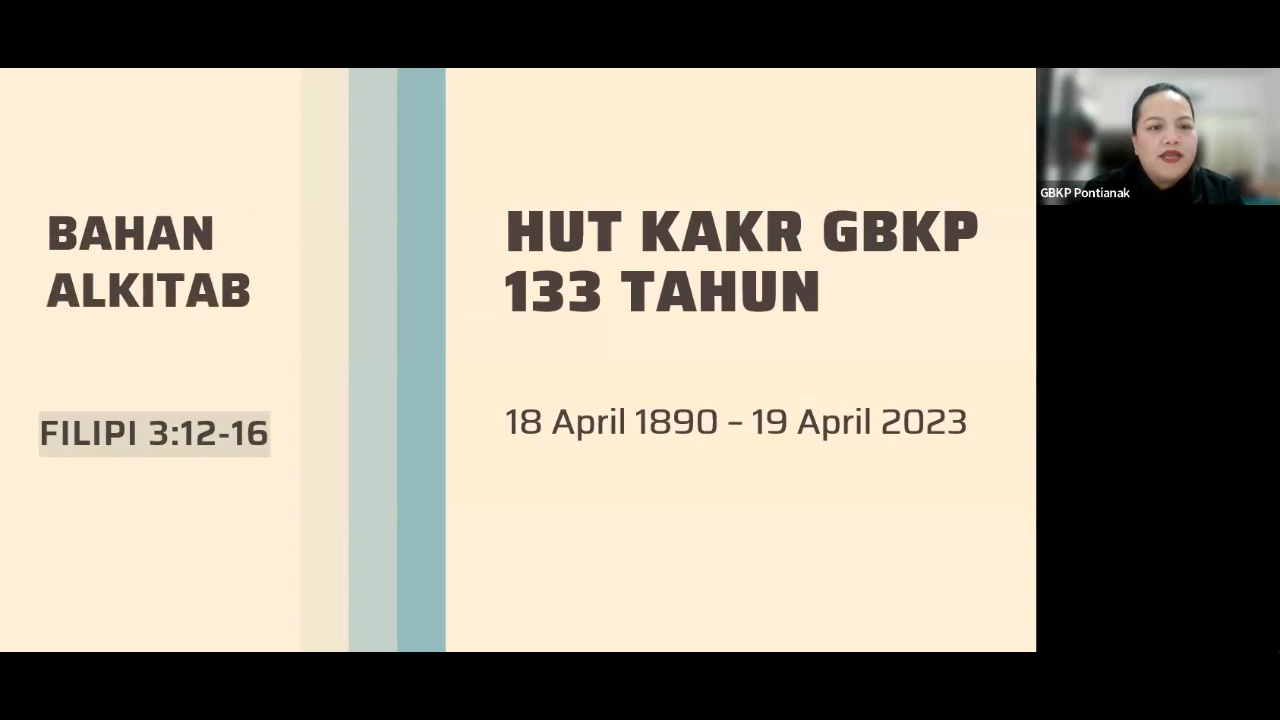 BAHAN
ALKITAB
FILIPI 3:12-16
HUT KAKR GBKP
133 TAHUN
18 April 1890 – 19 April 2023
GBKP Pontianak